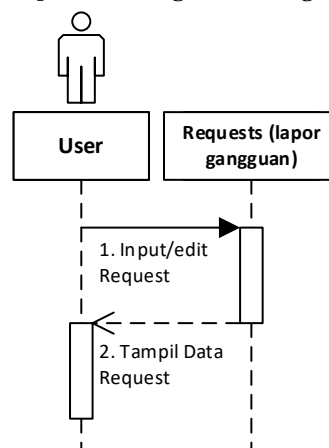 User
Requests (lapor
gangguan)
1. Input/edit
Request
2. Tampil Data
Request